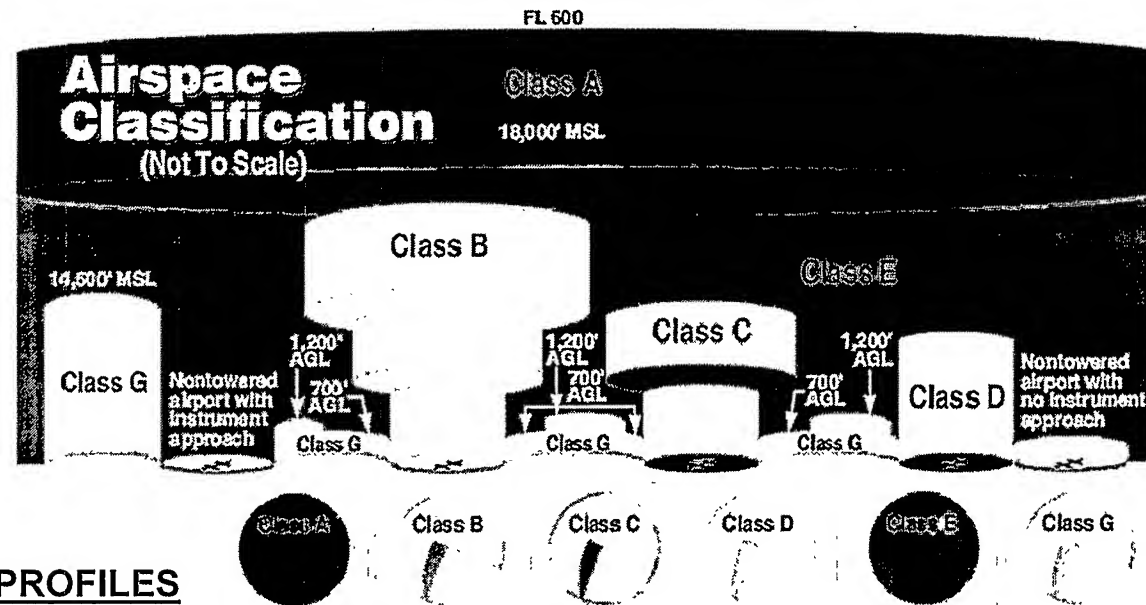 FL 600
Airspace
Classification
(Not To Scale)
Class A
18,000' MSL
Class B
Class E
14,500' MSL
Class G
Nontowered
airport with
instrument
approach
1,200'
AGL
700'
AGL
Class G
1,200'
AGL
700'
AGL
Class G
Class C
700'
AGL
1,200'
AGL
Class G
Class D
Nontowered
airport with
no instrument
approach
Class A
Class B
Class C
Class D
Class E
Class G
PROFILES